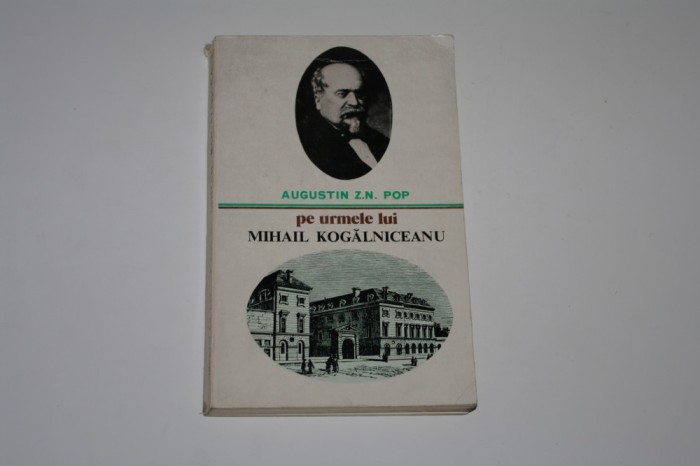 AUGUSTIN Z.N. POP
pe urmele lui
MIHAIL KOGĂLNICEANU